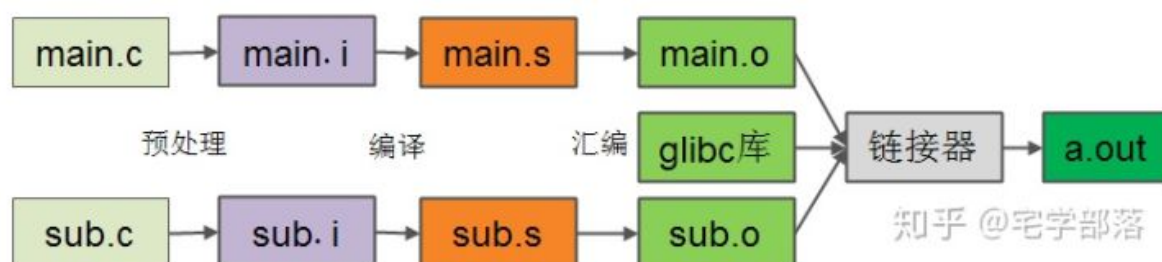 main.c main.i main.s main.o
预处理 编译 汇编 glibc库 链接器 a.out
sub.c sub.i sub.s sub.o
知乎 @宅学部落